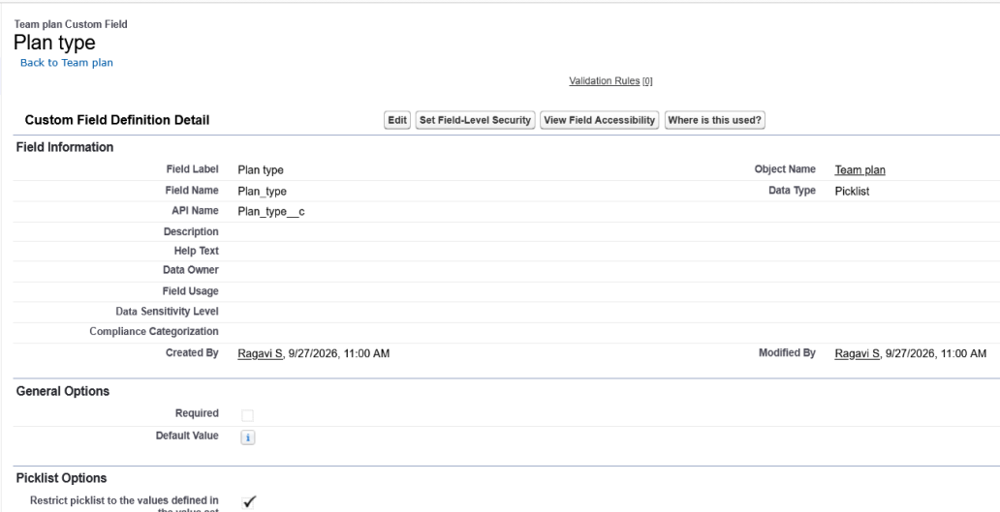 Team plan Custom Field
Plan type
Back to Team plan
Validation Rules [0]
Custom Field Definition Detail Edit Set Field-Level Security View Field Accessibility Where is this used?
Field Information
Field Label Plan type Object Name Team plan
Field Name Plan_type Data Type Picklist
API Name Plan_type__c
Description
Help Text
Data Owner
Field Usage
Data Sensitivity Level
Compliance Categorization
Created By Ragavi S, 9/27/2026, 11:00 AM Modified By Ragavi S, 9/27/2026, 11:00 AM
General Options
Required
Default Value i
Picklist Options
Restrict picklist to the values defined in
the value set